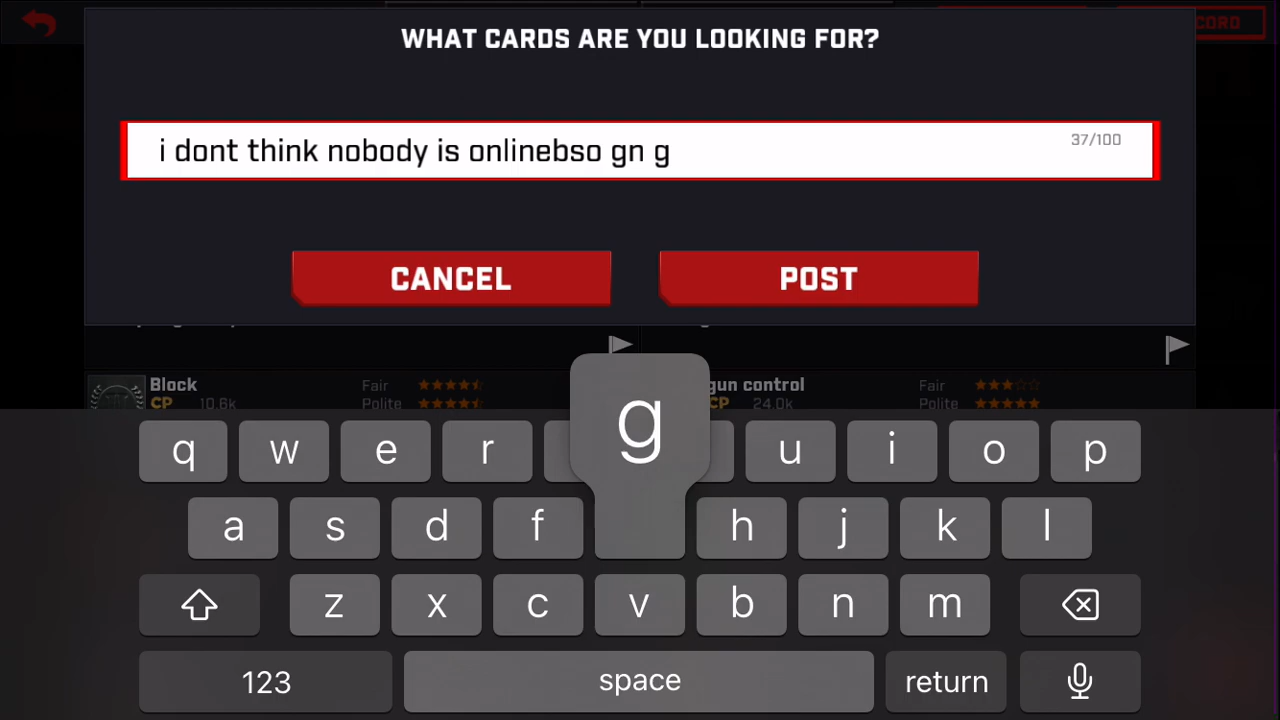 CORD
WHAT CARDS ARE YOU LOOKING FOR?
i dont think nobody is onlinebso gn g
37/100
CANCEL
POST
Block
Fair
gun control
Fair
CP 10.6k
Polite
CP 24.0k
Polite
g
q w e r u i o p
a s d f h j k l
z x c v b n m
123 space return